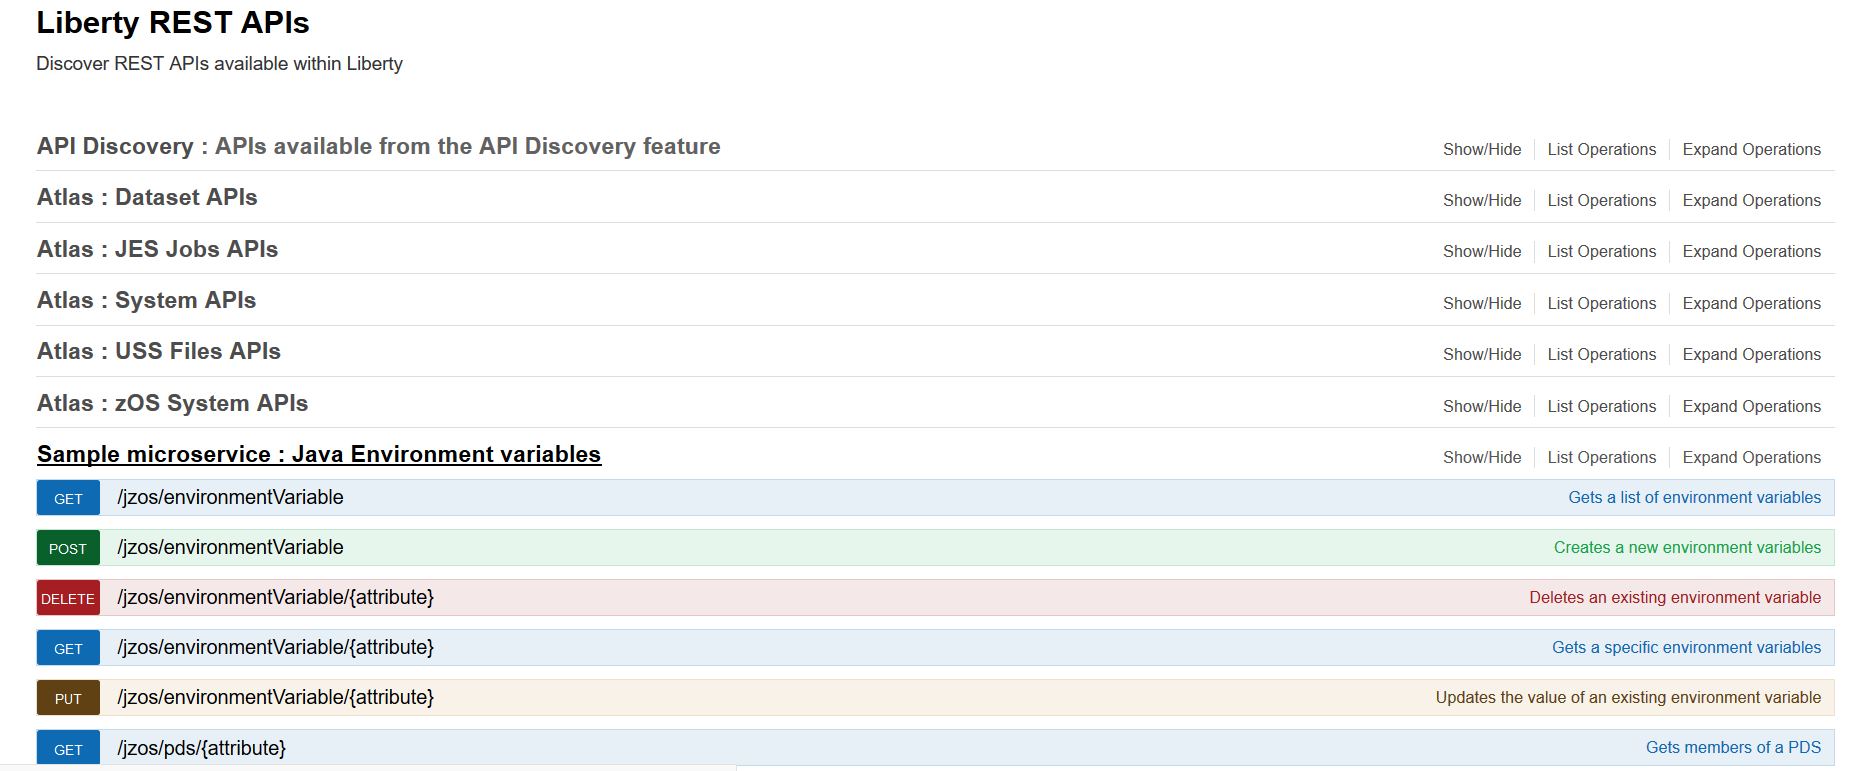 Liberty REST APIs
Discover REST APIs available within Liberty
API Discovery : APIs available from the API Discovery feature Show/Hide List Operations Expand Operations
Atlas : Dataset APIs Show/Hide List Operations Expand Operations
Atlas : JES Jobs APIs Show/Hide List Operations Expand Operations
Atlas : System APIs Show/Hide List Operations Expand Operations
Atlas : USS Files APIs Show/Hide List Operations Expand Operations
Atlas : zOS System APIs Show/Hide List Operations Expand Operations
Sample microservice : Java Environment variables Show/Hide List Operations Expand Operations
GET /jzos/environmentVariable Gets a list of environment variables
POST /jzos/environmentVariable Creates a new environment variables
DELETE /jzos/environmentVariable/{attribute} Deletes an existing environment variable
GET /jzos/environmentVariable/{attribute} Gets a specific environment variables
PUT /jzos/environmentVariable/{attribute} Updates the value of an existing environment variable
GET /jzos/pds/{attribute} Gets members of a PDS